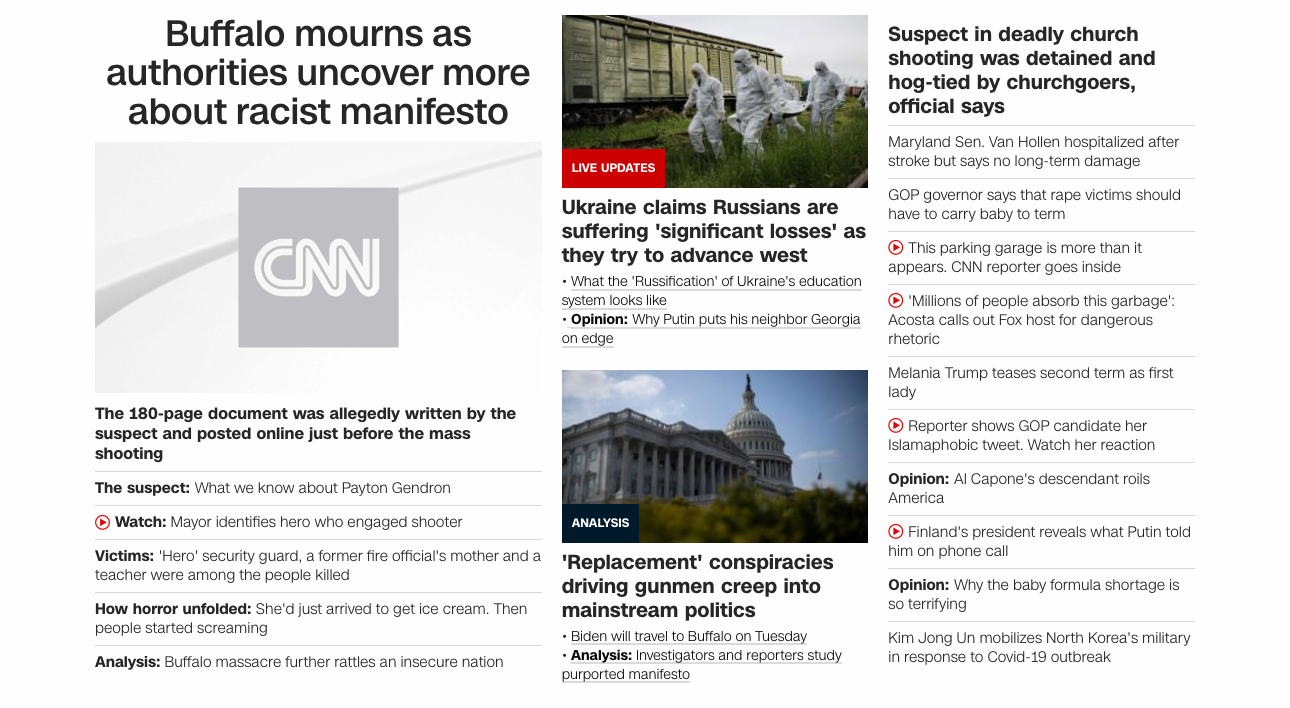 Buffalo mourns as
authorities uncover more
about racist manifesto
CNN
The 180-page document was allegedly written by the
suspect and posted online just before the mass
shooting
The suspect: What we know about Payton Gendron
Watch: Mayor identifies hero who engaged shooter
Victims: 'Hero' security guard, a former fire official's mother and a
teacher were among the people killed
How horror unfolded: She'd just arrived to get ice cream. Then
people started screaming
Analysis: Buffalo massacre further rattles an insecure nation
LIVE UPDATES
Ukraine claims Russians are
suffering 'significant losses' as
they try to advance west
• What the 'Russification' of Ukraine's education
system looks like
• Opinion: Why Putin puts his neighbor Georgia
on edge
ANALYSIS
'Replacement' conspiracies
driving gunmen creep into
mainstream politics
• Biden will travel to Buffalo on Tuesday
• Analysis: Investigators and reporters study
purported manifesto
Suspect in deadly church
shooting was detained and
hog-tied by churchgoers,
official says
Maryland Sen. Van Hollen hospitalized after
stroke but says no long-term damage
GOP governor says that rape victims should
have to carry baby to term
This parking garage is more than it
appears. CNN reporter goes inside
'Millions of people absorb this garbage':
Acosta calls out Fox host for dangerous
rhetoric
Melania Trump teases second term as first
lady
Reporter shows GOP candidate her
Islamaphobic tweet. Watch her reaction
Opinion: Al Capone's descendant roils
America
Finland's president reveals what Putin told
him on phone call
Opinion: Why the baby formula shortage is
so terrifying
Kim Jong Un mobilizes North Korea's military
in response to Covid-19 outbreak